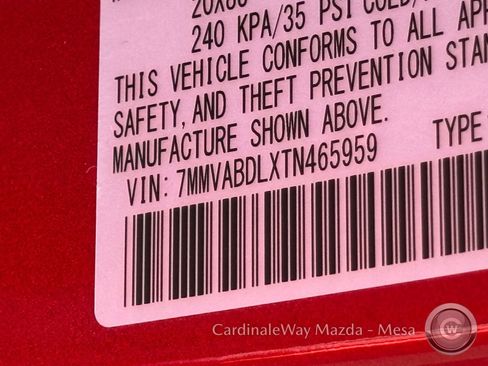 240 KPA/35 PSI COLD
THIS VEHICLE CONFORMS TO ALL
SAFETY, AND THEFT PREVENTION
MANUFACTURE SHOWN ABOVE.
VIN: 7MMVABDLXTN465959 TYPE
CardinaleWay Mazda - Mesa
C